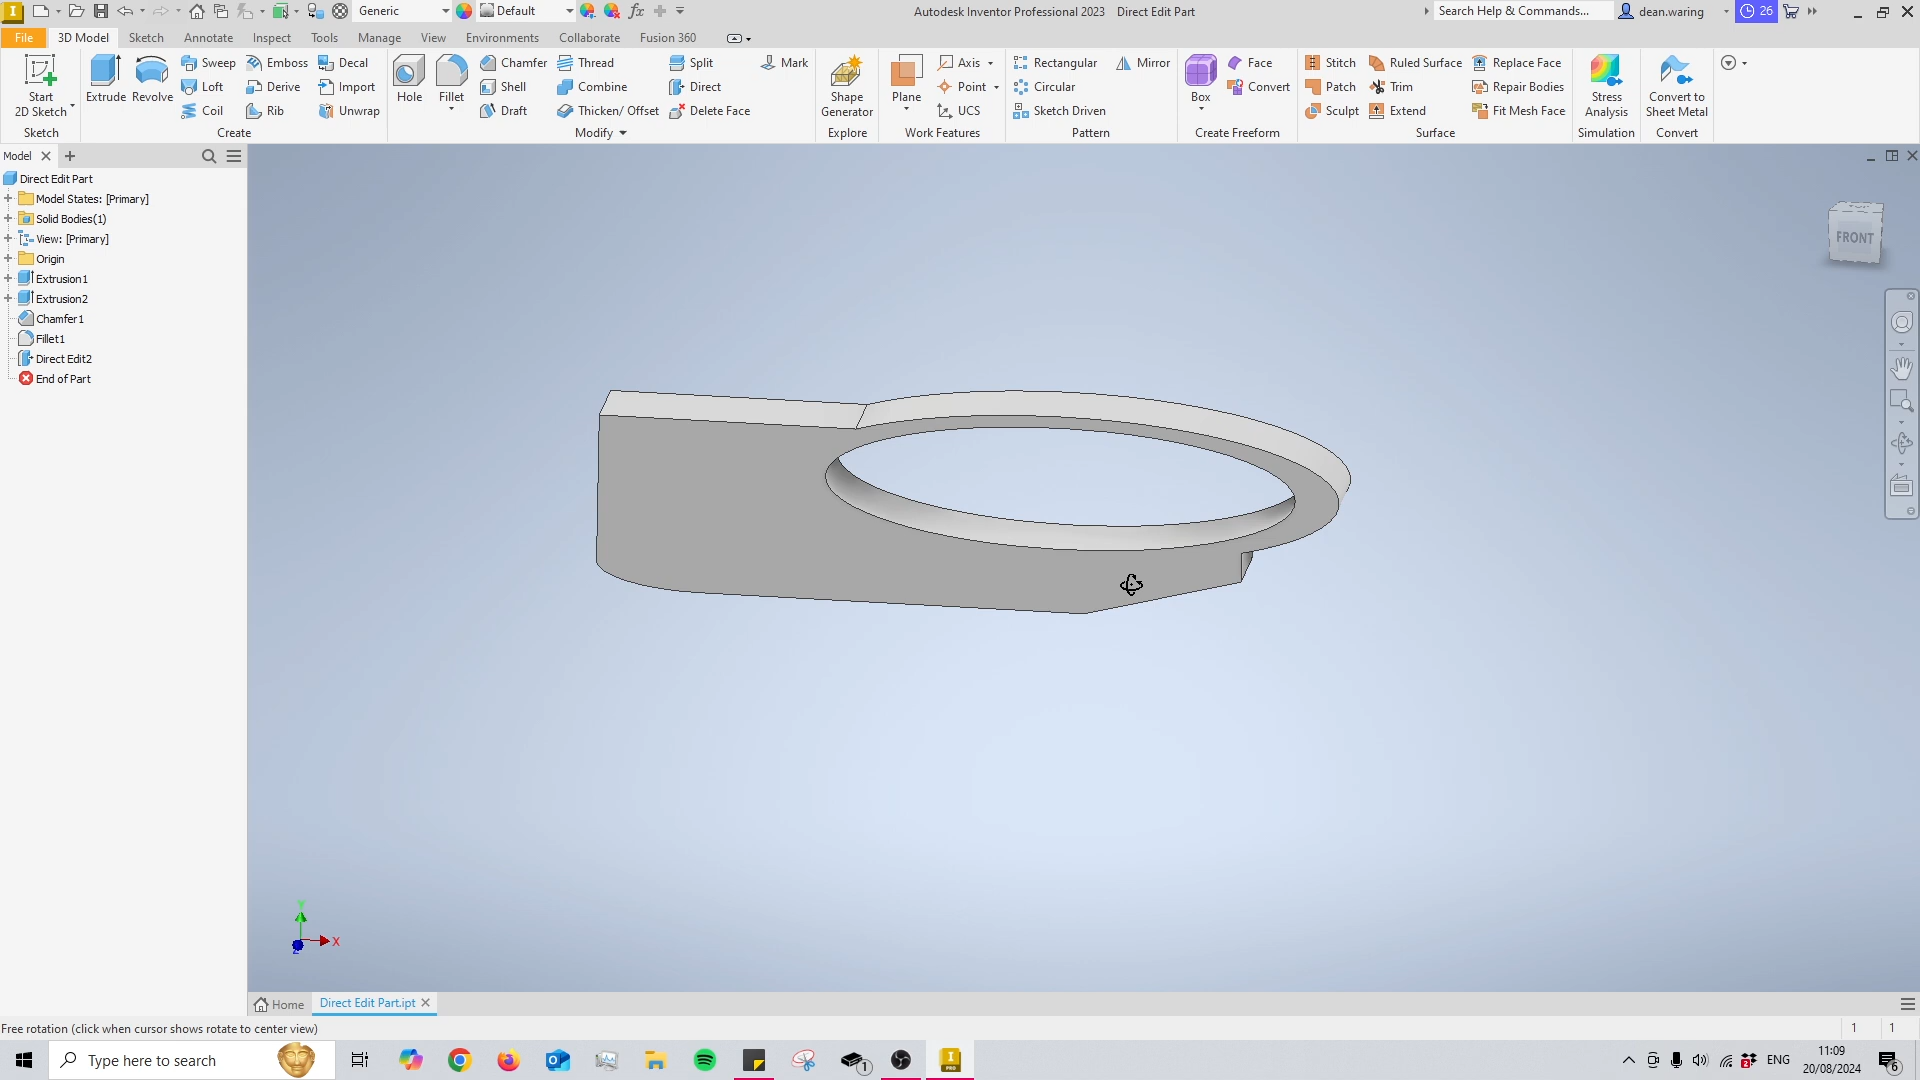 Generic
Default
fx
Autodesk Inventor Professional 2023 Direct Edit Part
Search Help & Commands...
dean.waring
26
File
3D Model
Sketch
Annotate
Inspect
Tools
Manage
View
Environments
Collaborate
Fusion 360
Start
2D Sketch
Sketch
Extrude
Revolve
Sweep
Loft
Coil
Emboss
Derive
Rib
Decal
Import
Unwrap
Create
Hole
Fillet
Chamfer
Shell
Draft
Thread
Combine
Thicken/ Offset
Split
Direct
Delete Face
Mark
Modify
Shape
Generator
Explore
Plane
Axis
Point
UCS
Work Features
Rectangular
Circular
Sketch Driven
Mirror
Pattern
Box
Face
Convert
Create Freeform
Stitch
Patch
Sculpt
Ruled Surface
Trim
Extend
Replace Face
Repair Bodies
Fit Mesh Face
Surface
Stress
Analysis
Simulation
Convert to
Sheet Metal
Convert
Model
Direct Edit Part
Model States: [Primary]
Solid Bodies(1)
View: [Primary]
Origin
Extrusion1
Extrusion2
Chamfer1
Fillet1
Direct Edit2
End of Part
TOP
FRONT
Y
X
Z
Home
Direct Edit Part.ipt
Free rotation (click when cursor shows rotate to center view)
1
1
Type here to search
1
I
PRO
2
ENG
11:09
20/08/2024
6